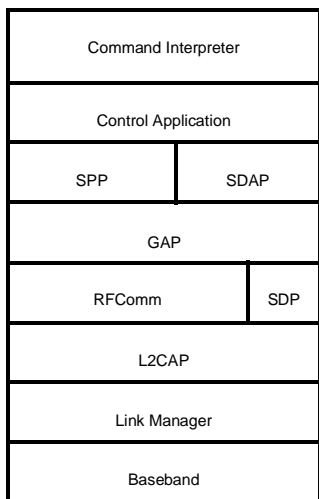 Command Interpreter
Control Application
SPP SDAP
GAP
RFComm SDP
L2CAP
Link Manager
Baseband